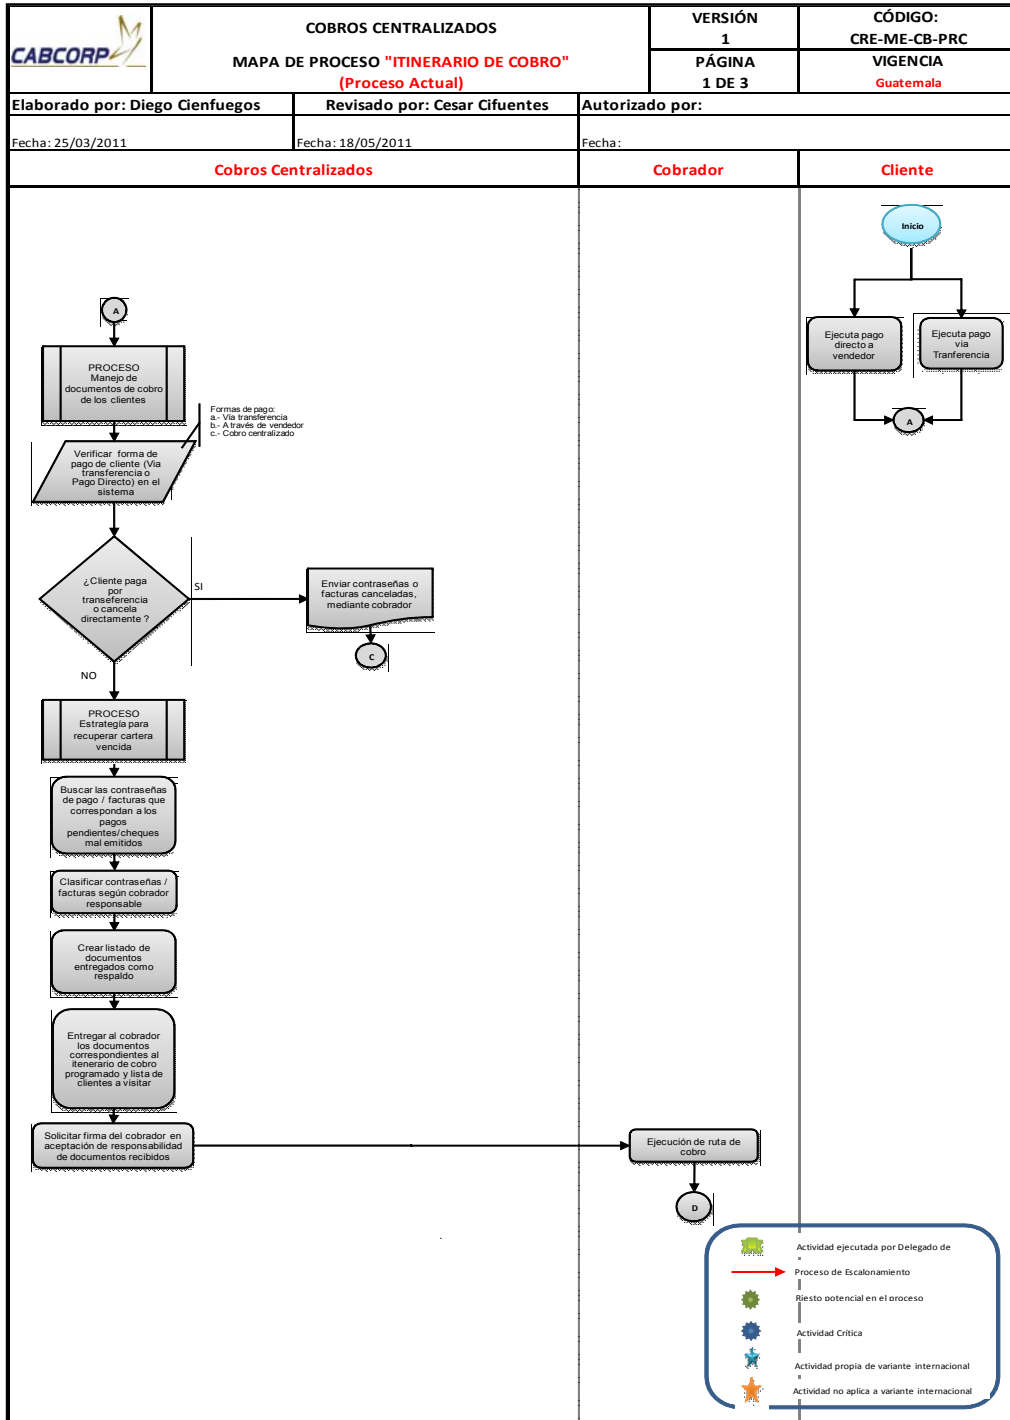 CABCORP
COBROS CENTRALIZADOS
MAPA DE PROCESO "ITINERARIO DE COBRO"
(Proceso Actual)
VERSIÓN
1
CÓDIGO:
CRE-ME-CB-PRC
PÁGINA
1 DE 3
VIGENCIA
Guatemala
Elaborado por: Diego Cienfuegos
Revisado por: Cesar Cifuentes
Autorizado por:
Fecha: 25/03/2011
Fecha: 18/05/2011
Fecha:
Cobros Centralizados
Cobrador
Cliente
Inicio
Ejecuta pago
directo a
vendedor
Ejecuta pago
via
Tranferencia
A
A
PROCESO
Manejo de
documentos de cobro
de los clientes
Formas de pago:
a.- Vía transferencia
b.- A través de vendedor
c.- Cobro centralizado
Verificar forma de
pago de cliente (Via
transferencia o
Pago Directo) en el
sistema
¿Cliente paga
por
transeferencia
o cancela
directamente ?
SI
Enviar contraseñas o
facturas canceladas,
mediante cobrador
C
NO
PROCESO
Estrategía para
recuperar cartera
vencida
Buscar las contraseñas
de pago / facturas que
correspondan a los
pagos
pendientes/cheques
mal emitidos
Clasificar contraseñas /
facturas según cobrador
responsable
Crear listado de
documentos
entregados como
respaldo
Entregar al cobrador
los documentos
correspondientes al
itenerario de cobro
programado y lista de
clientes a visitar
Solicitar firma del cobrador en
aceptación de responsabilidad
de documentos recibidos
Ejecución de ruta de
cobro
D
Actividad ejecutada por Delegado de
Proceso de Escalonamiento
Riesto potencial en el proceso
Actividad Crítica
Actividad propia de variante internacional
Actividad no aplica a variante internacional